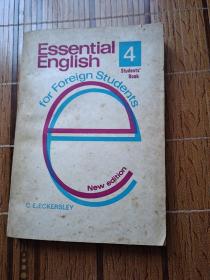 Essential
English
4
Students'
Book
for Foreign Students
e
New edition
C. E. ECKERSLEY